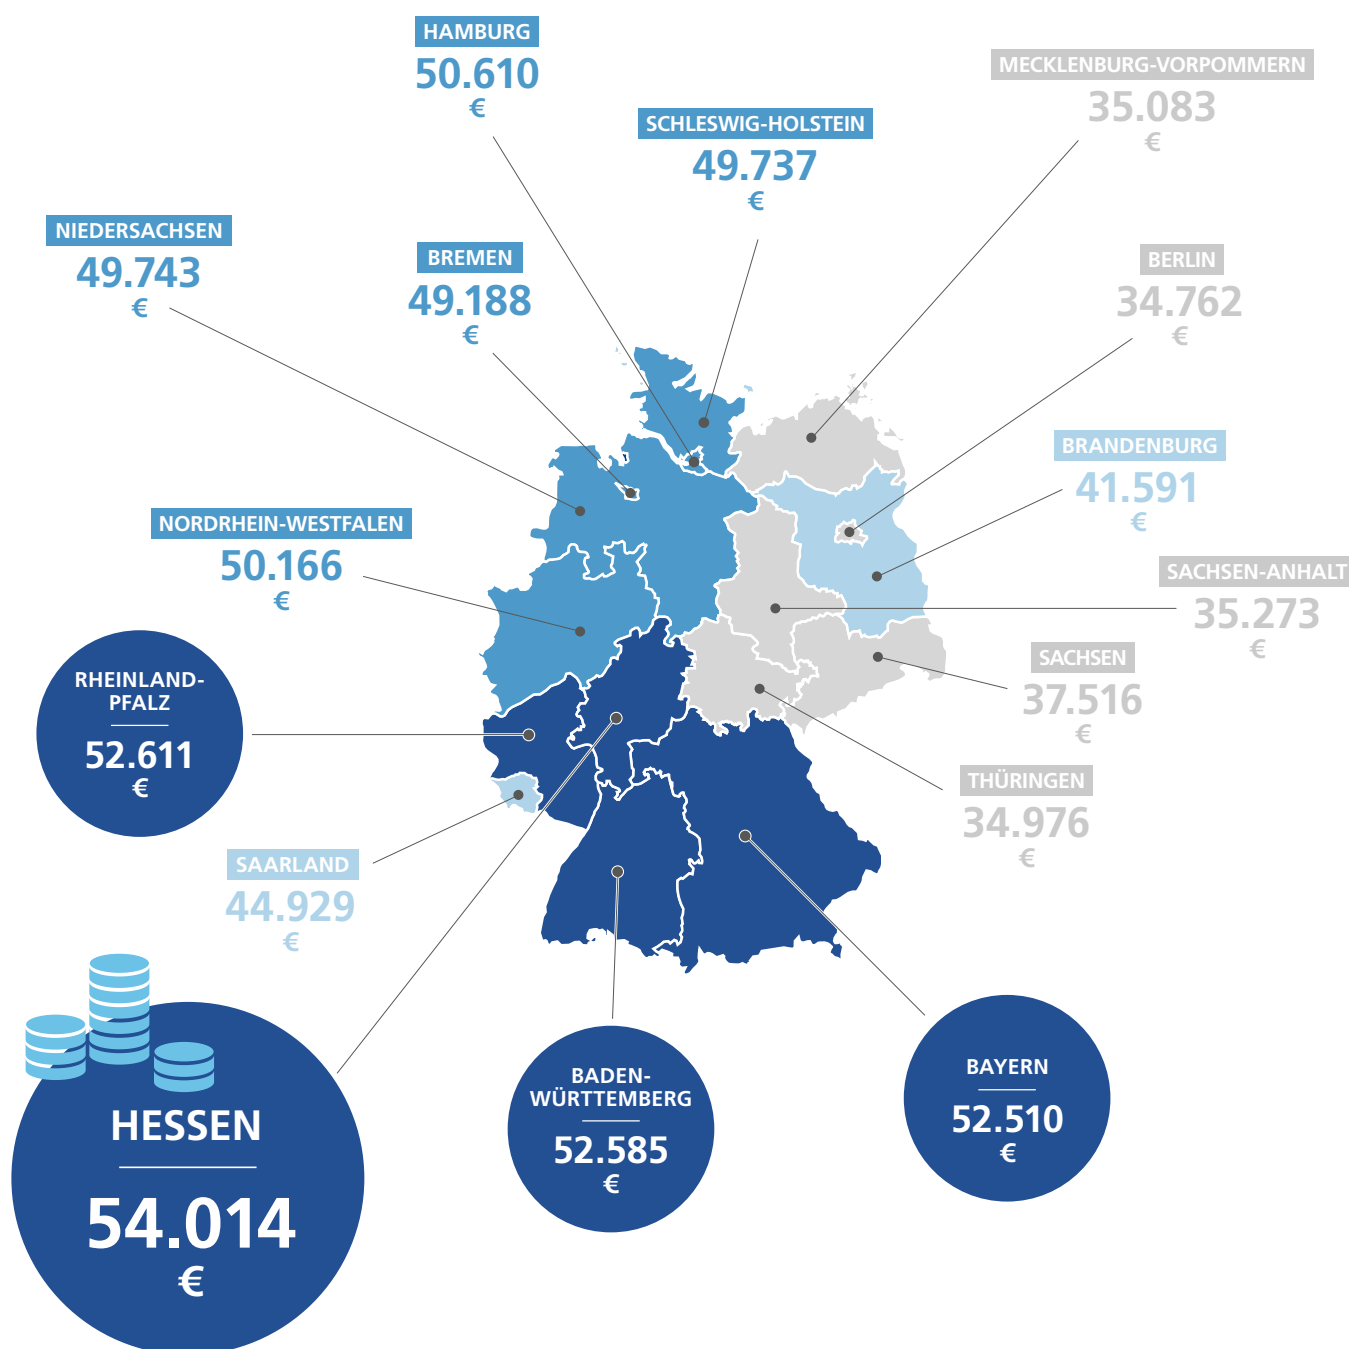 HAMBURG
50.610
€
MECKLENBURG-VORPOMMERN
35.083
€
SCHLESWIG-HOLSTEIN
49.737
€
NIEDERSACHSEN
49.743
€
BREMEN
49.188
€
BERLIN
34.762
€
BRANDENBURG
41.591
€
NORDRHEIN-WESTFALEN
50.166
€
SACHSEN-ANHALT
35.273
€
SACHSEN
37.516
€
RHEINLAND-
PFALZ
52.611
€
THÜRINGEN
34.976
€
SAARLAND
44.929
€
HESSEN
54.014
€
BADEN-
WÜRTTEMBERG
52.585
€
BAYERN
52.510
€